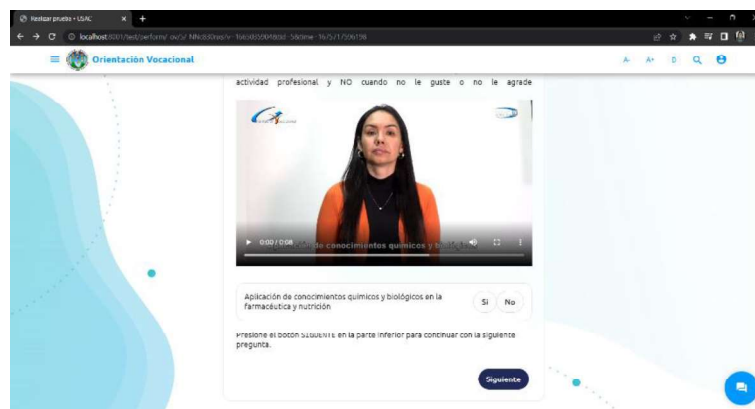 Realizar prueba - USAC
Orientación Vocacional
A- A+ D
actividad profesional y NO cuando no le guste o no le agrade
0:00 / 0:08
de conocimientos químicos y
Aplicación de conocimientos químicos y biológicos en la
farmacéutica y nutrición
Si No
Presione el botón SIGUIENTE en la parte inferior para continuar con la siguiente
pregunta.
Siguiente